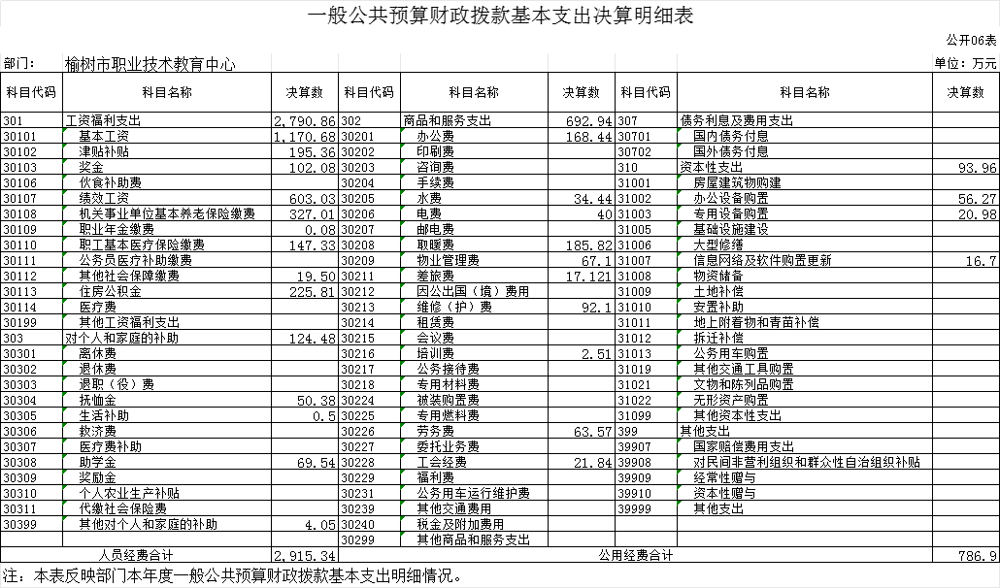 一般公共预算财政拨款基本支出决算明细表
公开06表
部门： 榆树市职业技术教育中心 单位：万元
科目代码 科目名称 决算数 科目代码 科目名称 决算数 科目代码 科目名称 决算数
301 工资福利支出 2,790.86 302 商品和服务支出 692.94 307 债务利息及费用支出
30101 基本工资 1,170.68 30201 办公费 168.44 30701 国内债务付息
30102 津贴补贴 195.36 30202 印刷费 30702 国外债务付息
30103 奖金 102.08 30203 咨询费 310 资本性支出 93.96
30106 伙食补助费 30204 手续费 31001 房屋建筑物购建
30107 绩效工资 603.03 30205 水费 34.44 31002 办公设备购置 56.27
30108 机关事业单位基本养老保险缴费 327.01 30206 电费 40 31003 专用设备购置 20.98
30109 职业年金缴费 0.08 30207 邮电费 31005 基础设施建设
30110 职工基本医疗保险缴费 147.33 30208 取暖费 185.82 31006 大型修缮
30111 公务员医疗补助缴费 30209 物业管理费 67.1 31007 信息网络及软件购置更新 16.7
30112 其他社会保障缴费 19.50 30211 差旅费 17.121 31008 物资储备
30113 住房公积金 225.81 30212 因公出国（境）费用 31009 土地补偿
30114 医疗费 30213 维修（护）费 92.1 31010 安置补助
30199 其他工资福利支出 30214 租赁费 31011 地上附着物和青苗补偿
303 对个人和家庭的补助 124.48 30215 会议费 31012 拆迁补偿
30301 离休费 30216 培训费 2.51 31013 公务用车购置
30302 退休费 30217 公务接待费 31019 其他交通工具购置
30303 退职（役）费 30218 专用材料费 31021 文物和陈列品购置
30304 抚恤金 50.38 30224 被装购置费 31022 无形资产购置
30305 生活补助 0.5 30225 专用燃料费 31099 其他资本性支出
30306 救济费 30226 劳务费 63.57 399 其他支出
30307 医疗费补助 30227 委托业务费 39907 国家赔偿费用支出
30308 助学金 69.54 30228 工会经费 21.84 39908 对民间非营利组织和群众性自治组织补贴
30309 奖励金 30229 福利费 39909 经常性赠与
30310 个人农业生产补贴 30231 公务用车运行维护费 39910 资本性赠与
30311 代缴社会保险费 30239 其他交通费用 39999 其他支出
30399 其他对个人和家庭的补助 4.05 30240 税金及附加费用
30299 其他商品和服务支出
人员经费合计 2,915.34 公用经费合计 786.9
注：本表反映部门本年度一般公共预算财政拨款基本支出明细情况。